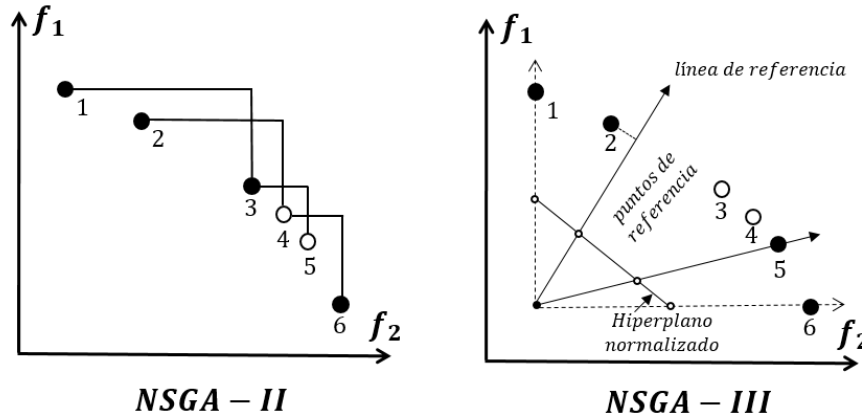 f₁
1
2
3
4
5
6
f₂
NSGA – II
f₁
línea de referencia
1
2
puntos de
referencia
3
4
5
6
Hiperplano
normalizado
f₂
NSGA – III